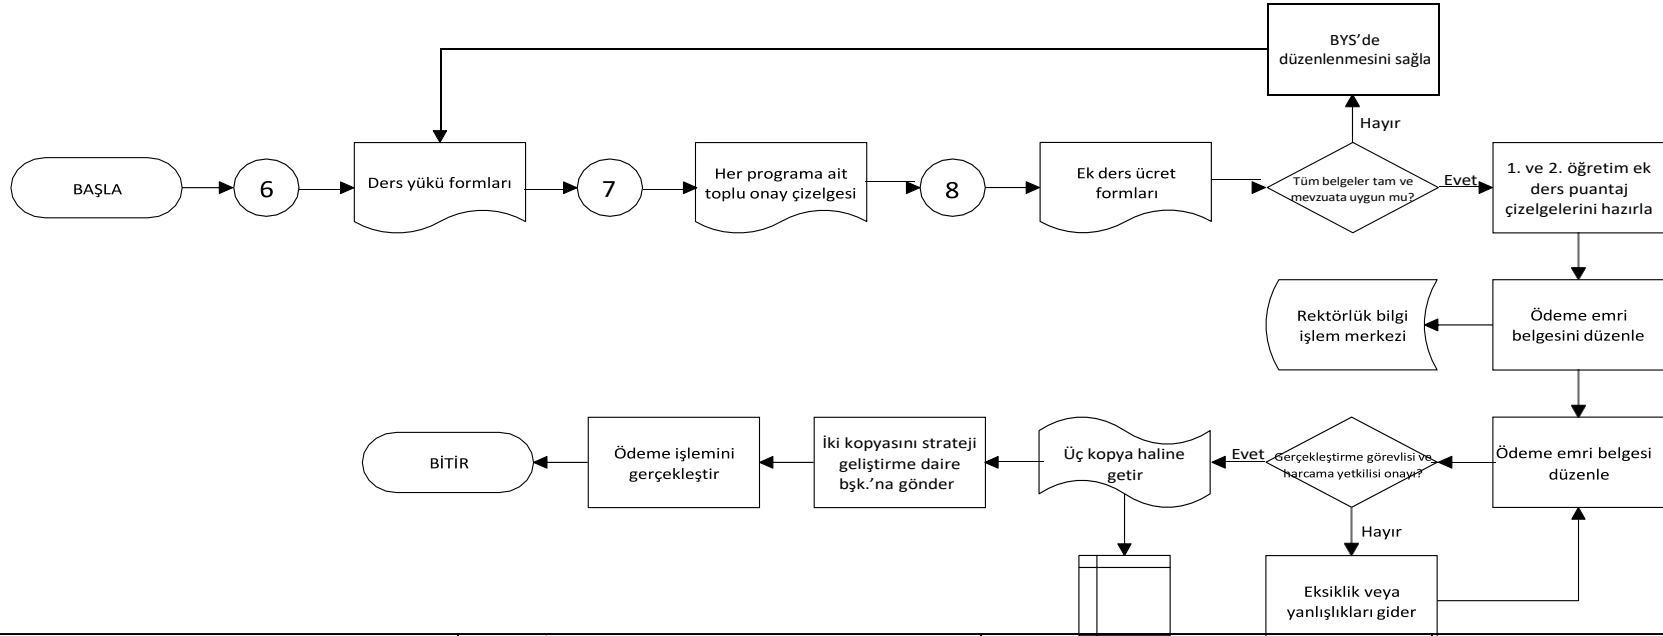 BYS’de
düzenlenmesini sağla
Hayır
BAŞLA
6
Ders yükü formları
7
Her programa ait
toplu onay çizelgesi
8
Ek ders ücret
formları
Tüm belgeler tam ve
mevzuata uygun mu?
Evet
1. ve 2. öğretim ek
ders puantaj
çizelgelerini hazırla
Rektörlük bilgi
işlem merkezi
Ödeme emri
belgesini düzenle
BİTİR
Ödeme işlemini
gerçekleştir
İki kopyasını strateji
geliştirme daire
bşk.’na gönder
Üç kopya haline
getir
Evet
Gerçekleştirme görevlisi ve
harcama yetkilisi onayı?
Ödeme emri belgesi
düzenle
Hayır
Eksiklik veya
yanlışlıkları gider